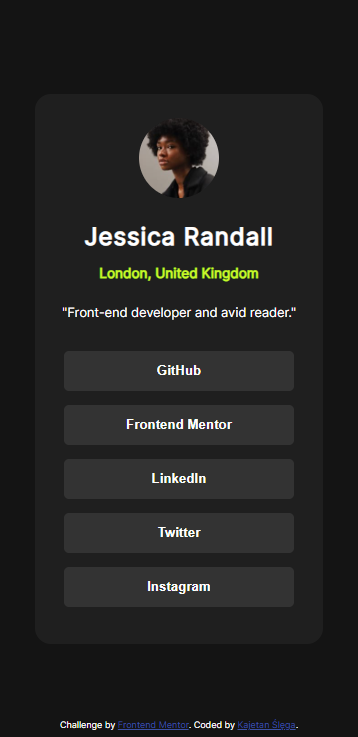 Jessica Randall
London, United Kingdom
"Front-end developer and avid reader."
GitHub
Frontend Mentor
LinkedIn
Twitter
Instagram
Challenge by Frontend Mentor. Coded by Kajetan Ślęga.